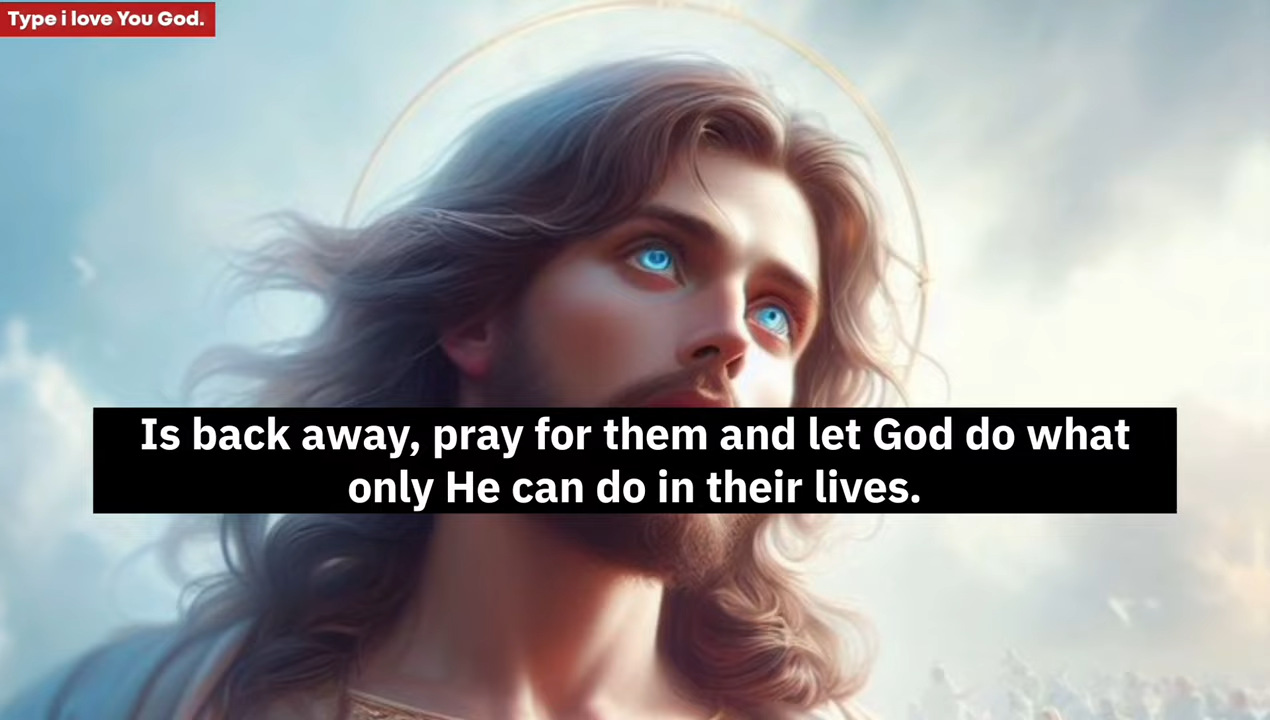 Type i love You God.
Is back away, pray for them and let God do what
only He can do in their lives.